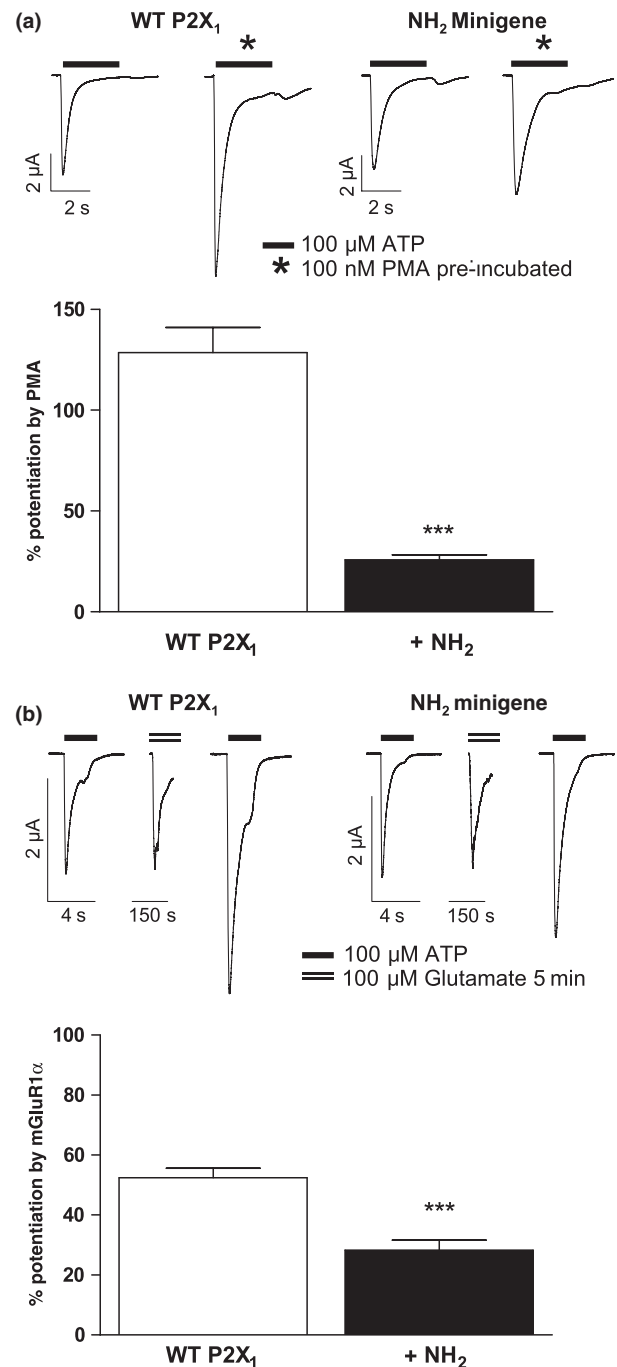 (a)
WT P2X1
NH2 Minigene
*
*
2 µA
2 s
2 µA
2 s
100 µM ATP
* 100 nM PMA pre-incubated
150
100
50
0
% potentiation by PMA
***
WT P2X1
+ NH2
(b)
WT P2X1
NH2 minigene
2 µA
4 s
150 s
2 µA
4 s
150 s
100 µM ATP
100 µM Glutamate 5 min
100
80
60
40
20
0
% potentiation by mGluR1α
***
WT P2X1
+ NH2